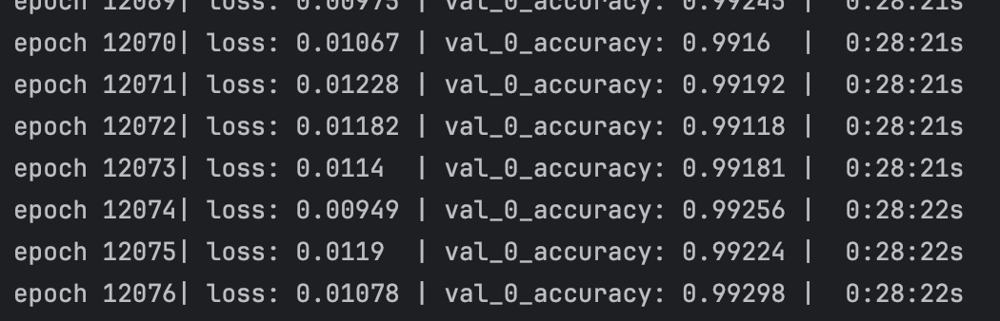 epoch 12069| loss: 0.00975 | val_0_accuracy: 0.99245 |  0:28:21s
epoch 12070| loss: 0.01067 | val_0_accuracy: 0.9916  |  0:28:21s
epoch 12071| loss: 0.01228 | val_0_accuracy: 0.99192 |  0:28:21s
epoch 12072| loss: 0.01182 | val_0_accuracy: 0.99118 |  0:28:21s
epoch 12073| loss: 0.0114  | val_0_accuracy: 0.99181 |  0:28:21s
epoch 12074| loss: 0.00949 | val_0_accuracy: 0.99256 |  0:28:22s
epoch 12075| loss: 0.0119  | val_0_accuracy: 0.99224 |  0:28:22s
epoch 12076| loss: 0.01078 | val_0_accuracy: 0.99298 |  0:28:22s